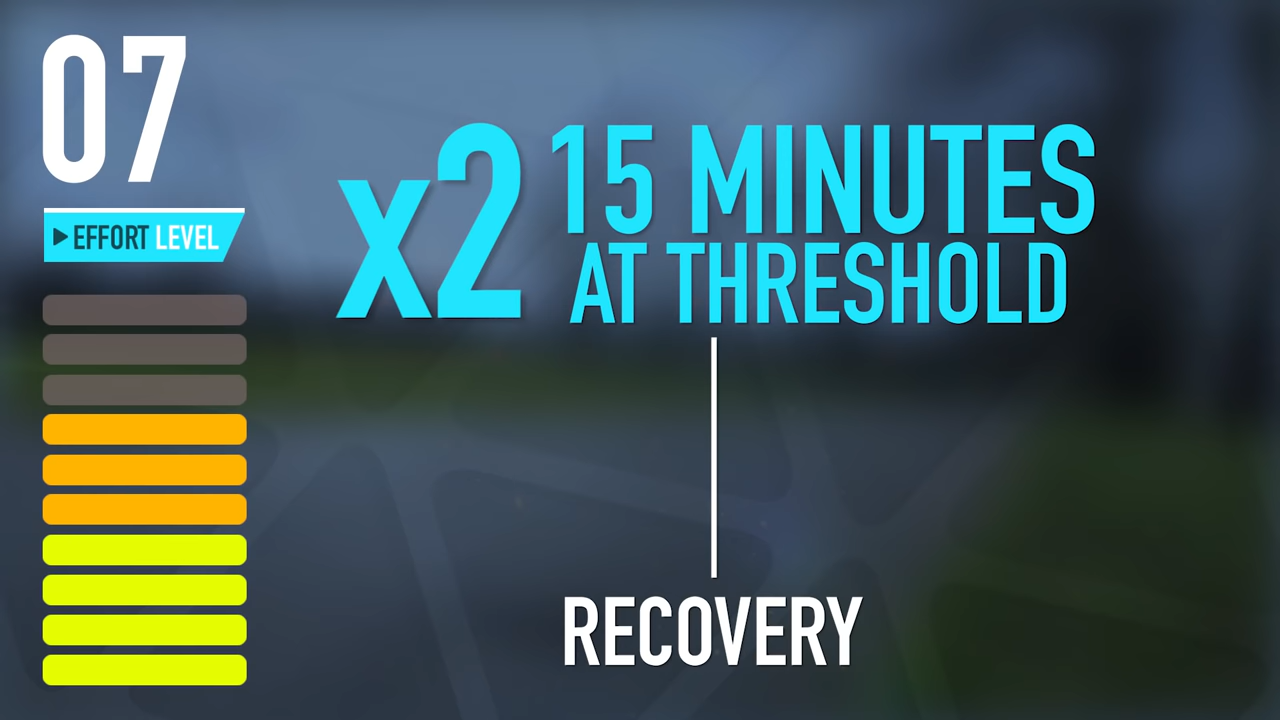 07
EFFORT LEVEL
x2
15 MINUTES
AT THRESHOLD
RECOVERY